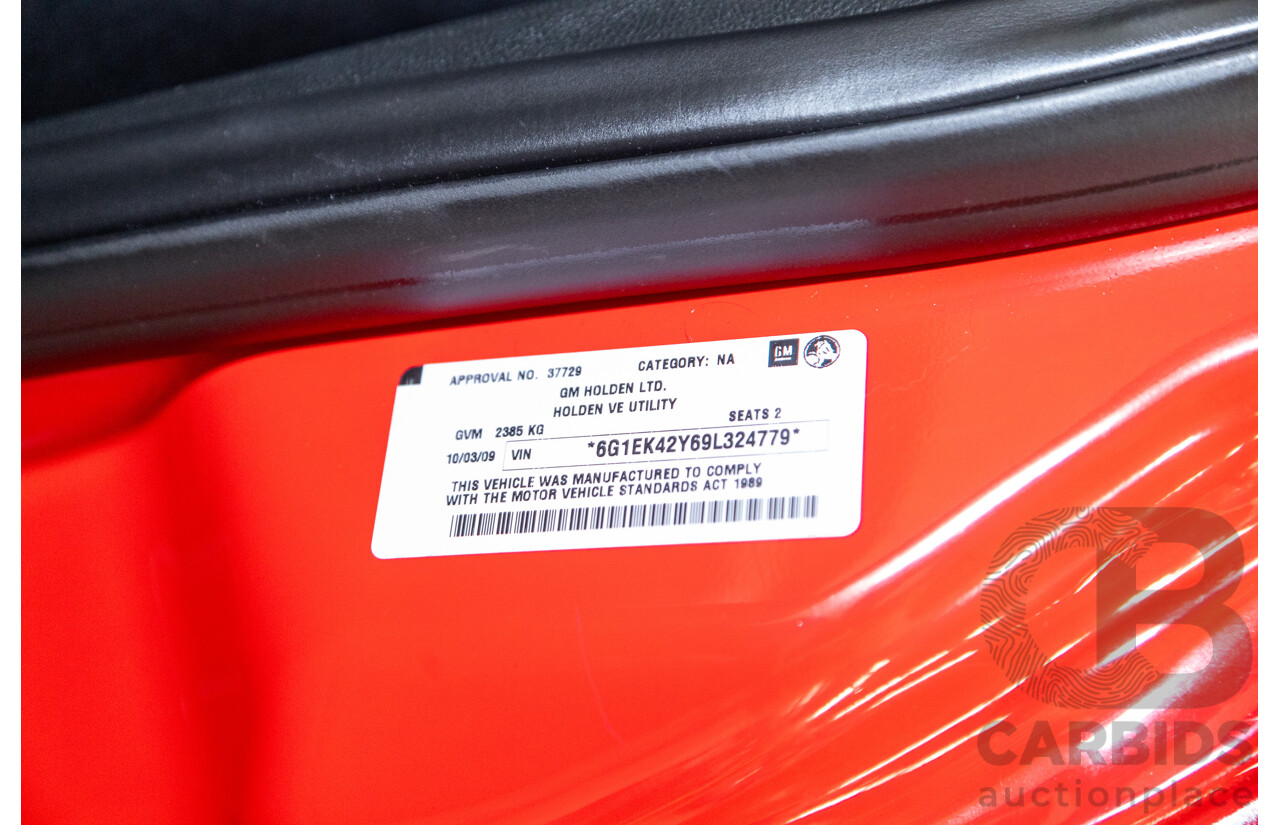 APPROVAL NO. 37729 CATEGORY: NA GM
GM HOLDEN LTD.
HOLDEN VE UTILITY
GVM 2385 KG SEATS 2
10/03/09 VIN *6G1EK42Y69L324779*
THIS VEHICLE WAS MANUFACTURED TO COMPLY
WITH THE MOTOR VEHICLE STANDARDS ACT 1989
CB
CARBIDS
auctionplace